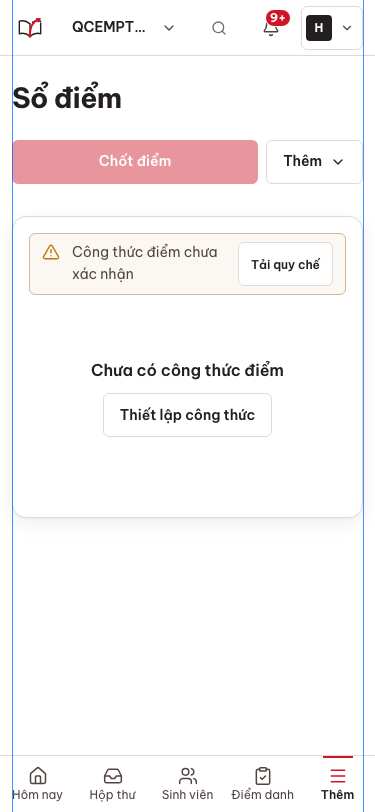 QCEMPT...
9+
H
Sổ điểm
Chốt điểm
Thêm
Công thức điểm chưa
xác nhận
Tải quy chế
Chưa có công thức điểm
Thiết lập công thức
Hôm nay
Hộp thư
Sinh viên
Điểm danh
Thêm